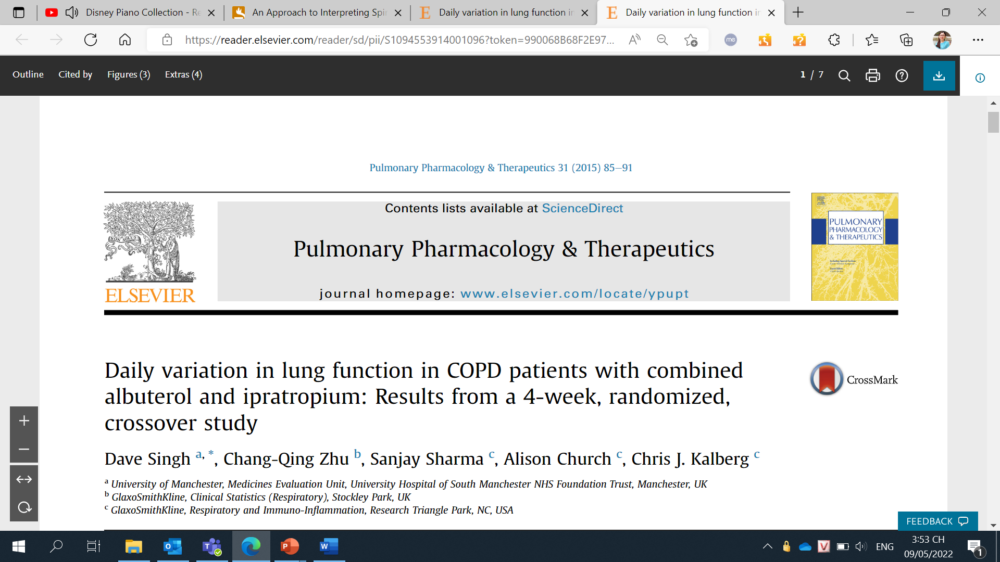 Disney Piano Collection - Re
An Approach to Interpreting Spir
Daily variation in lung function in
Daily variation in lung function in
https://reader.elsevier.com/reader/sd/pii/S1094553914001096?token=990068B68F2E97...
me
Outline
Cited by
Figures (3)
Extras (4)
1 / 7
Pulmonary Pharmacology & Therapeutics 31 (2015) 85–91
Contents lists available at ScienceDirect
Pulmonary Pharmacology & Therapeutics
journal homepage: www.elsevier.com/locate/ypupt
NON SOLUS
ELSEVIER
PULMONARY
PHARMACOLOGY
& THERAPEUTICS
Daily variation in lung function in COPD patients with combined
albuterol and ipratropium: Results from a 4-week, randomized,
crossover study
CrossMark
Dave Singh a, *, Chang-Qing Zhu b, Sanjay Sharma c, Alison Church c, Chris J. Kalberg c
a University of Manchester, Medicines Evaluation Unit, University Hospital of South Manchester NHS Foundation Trust, Manchester, UK
b GlaxoSmithKline, Clinical Statistics (Respiratory), Stockley Park, UK
c GlaxoSmithKline, Respiratory and Immuno-Inflammation, Research Triangle Park, NC, USA
FEEDBACK
ENG
3:53 CH
09/05/2022
1